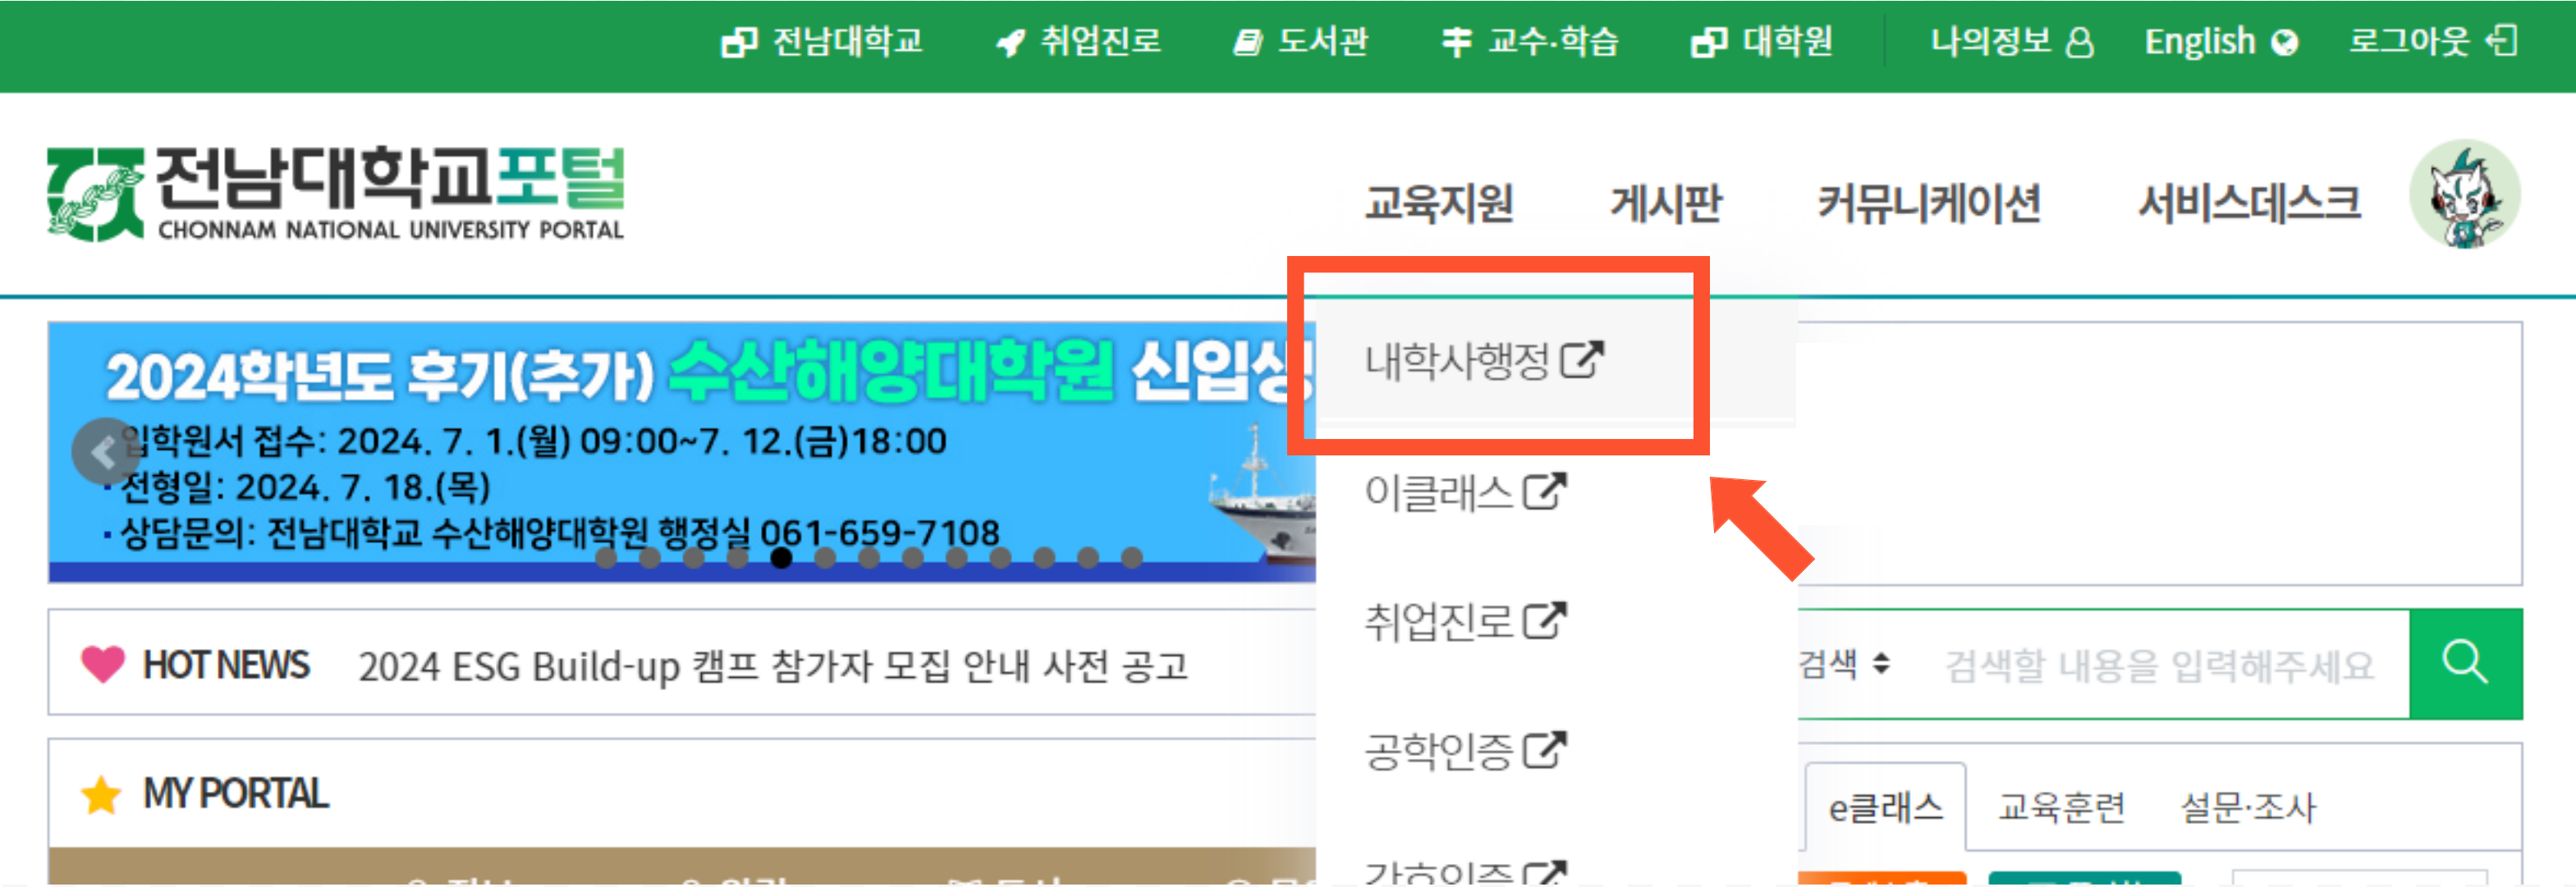 전남대학교 취업진로 도서관 교수·학습 대학원 나의정보 English 로그아웃
전남대학교포털
CHONNAM NATIONAL UNIVERSITY PORTAL
교육지원 게시판 커뮤니케이션 서비스데스크
내학사행정
이클래스
취업진로
공학인증
간호인증
2024학년도 후기(추가) 수산해양대학원 신입생
입학원서 접수: 2024. 7. 1.(월) 09:00~7. 12.(금)18:00
· 전형일: 2024. 7. 18.(목)
· 상담문의: 전남대학교 수산해양대학원 행정실 061-659-7108
HOT NEWS 2024 ESG Build-up 캠프 참가자 모집 안내 사전 공고
검색 검색할 내용을 입력해주세요
MY PORTAL
e클래스 교육훈련 설문·조사